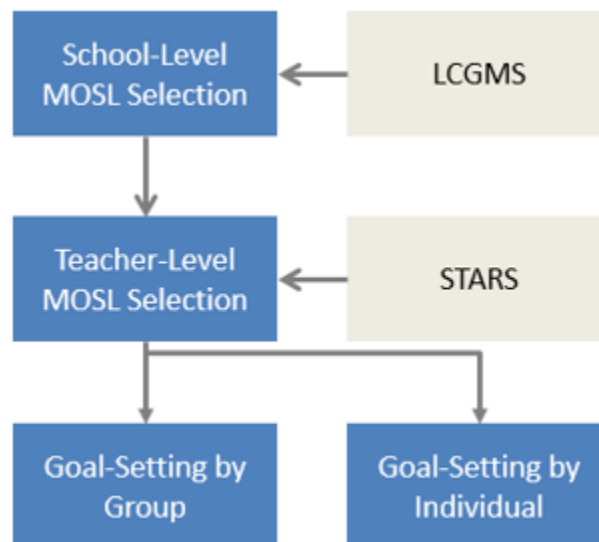 School-Level
MOSL Selection
LCGMS
Teacher-Level
MOSL Selection
STARS
Goal-Setting by
Group
Goal-Setting by
Individual